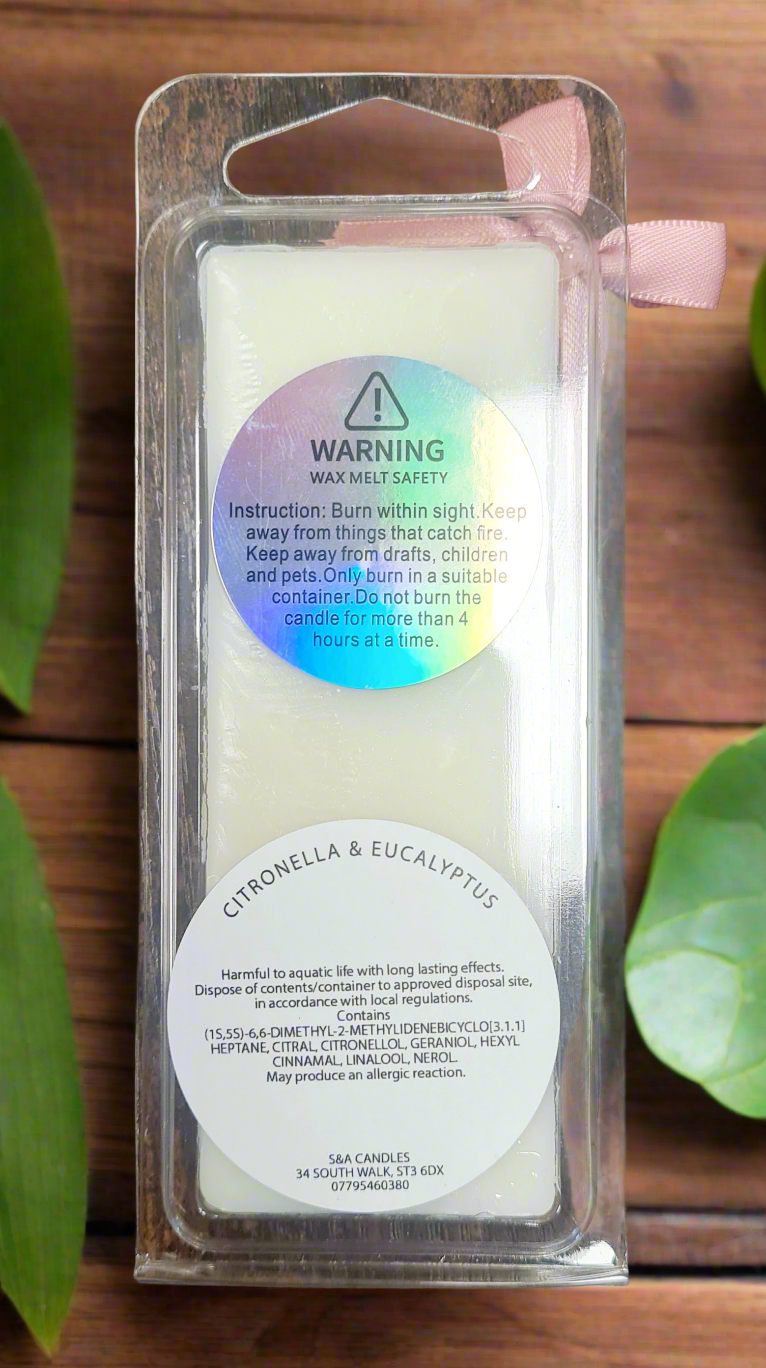 WARNING
WAX MELT SAFETY
Instruction: Burn within sight.Keep
away from things that catch fire.
Keep away from drafts, children
and pets.Only burn in a suitable
container.Do not burn the
candle for more than 4
hours at a time.
CITRONELLA & EUCALYPTUS
Harmful to aquatic life with long lasting effects.
Dispose of contents/container to approved disposal site,
in accordance with local regulations.
Contains
(1S,5S)-6,6-DIMETHYL-2-METHYLIDENEBICYCLO[3.1.1]
HEPTANE, CITRAL, CITRONELLOL, GERANIOL, HEXYL
CINNAMAL, LINALOOL, NEROL.
May produce an allergic reaction.
S&A CANDLES
34 SOUTH WALK, ST3 6DX
07795460380